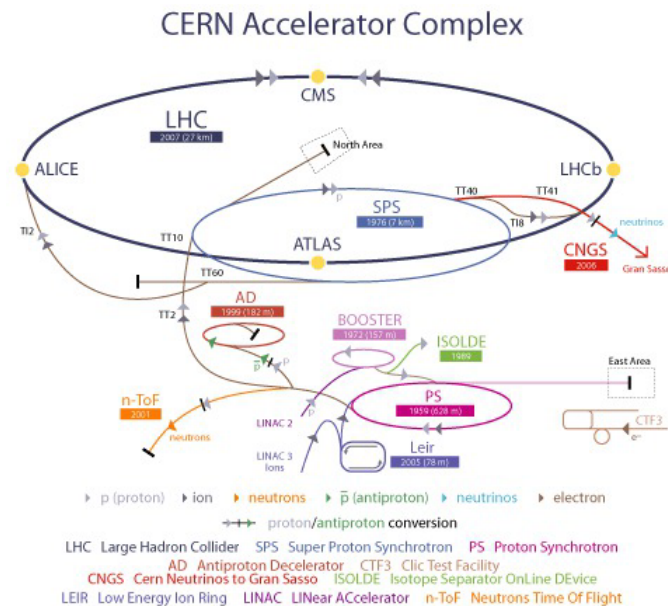 CERN Accelerator Complex
CMS
LHC
2007 (27 km)
North Area
ALICE
LHCb
TT40
TT41
SPS
1976 (7 km)
TI2
TT10
TI8
neutrinos
ATLAS
CNGS
2006
Gran Sasso
TT60
AD
1999 (182 m)
TT2
BOOSTER
1972 (157 m)
ISOLDE
1989
p
p
p̅
p
East Area
n-ToF
2001
PS
1959 (628 m)
p
LINAC 2
neutrons
CTF3
e-
LINAC 3
Ions
Leir
2005 (78 m)
p (proton) ion neutrons p̅ (antiproton) neutrinos electron
proton/antiproton conversion
LHC Large Hadron Collider SPS Super Proton Synchrotron PS Proton Synchrotron
AD Antiproton Decelerator CTF3 Clic Test Facility
CNGS Cern Neutrinos to Gran Sasso ISOLDE Isotope Separator OnLine DEvice
LEIR Low Energy Ion Ring LINAC LINear ACcelerator n-ToF Neutrons Time Of Flight